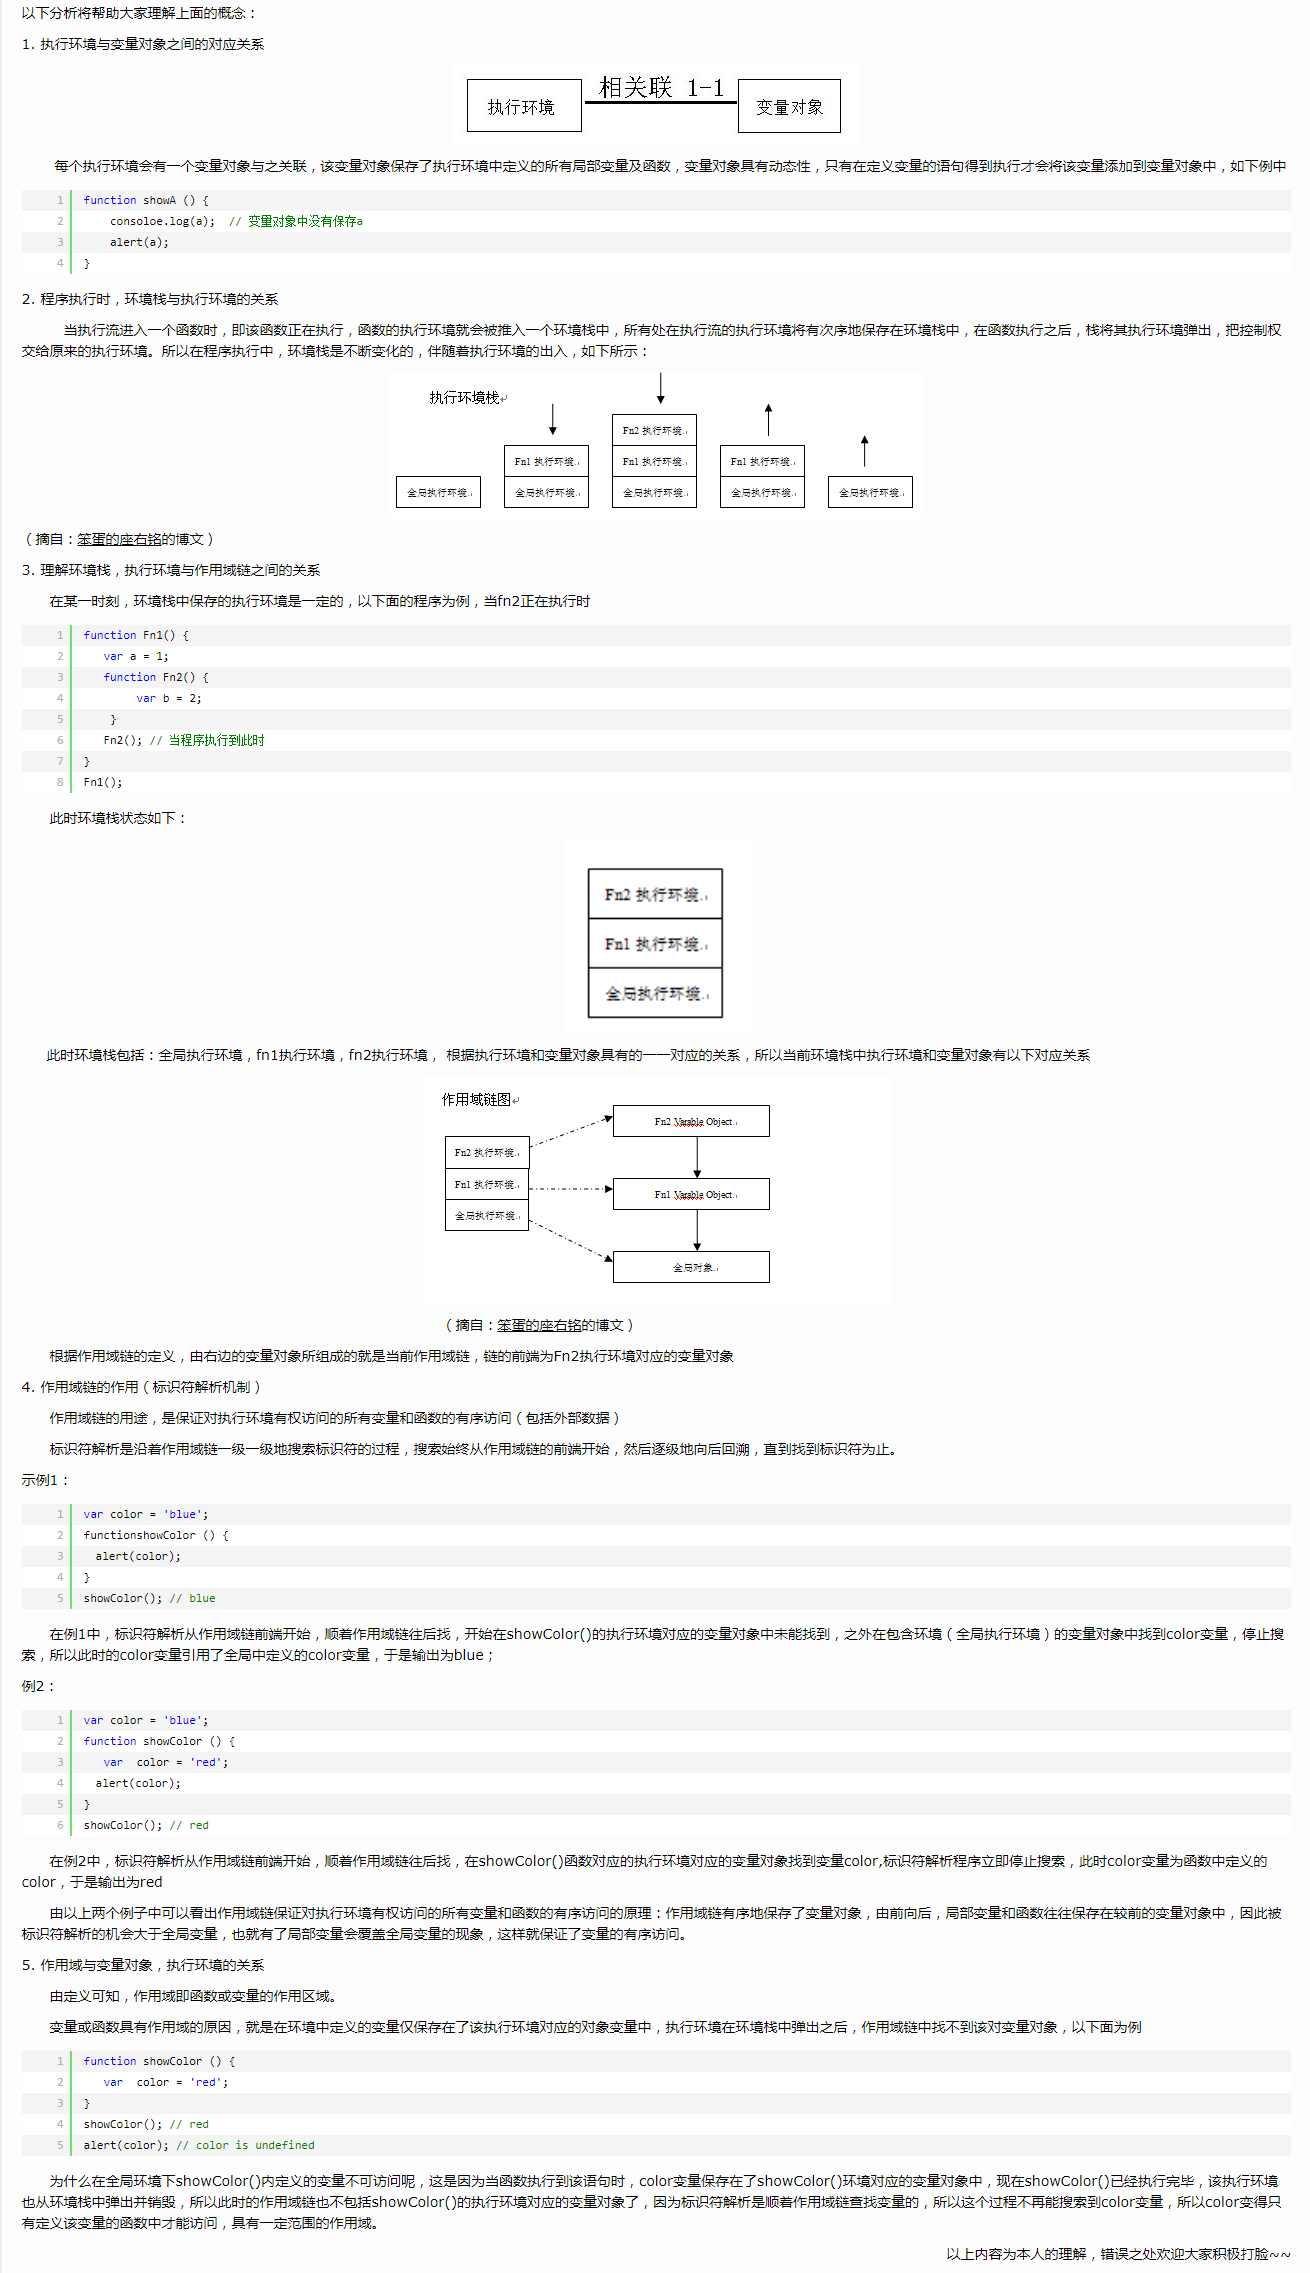 以下分析将帮助大家理解上面的概念：
1. 执行环境与变量对象之间的对应关系
执行环境
相关联 1-1
变量对象
每个执行环境会有一个变量对象与之关联，该变量对象保存了执行环境中定义的所有局部变量及函数，变量对象具有动态性，只有在定义变量的语句得到执行才会将该变量添加到变量对象中，如下例中
1 function showA () {
2 consoloe.log(a); // 变量对象中没有保存a
3 alert(a);
4 }
2. 程序执行时，环境栈与执行环境的关系
当执行流进入一个函数时，即该函数正在执行，函数的执行环境就会被推入一个环境栈中，所有处在执行流的执行环境将有次序地保存在环境栈中，在函数执行之后，栈将其执行环境弹出，把控制权
交给原来的执行环境。所以在程序执行中，环境栈是不断变化的，伴随着执行环境的出入，如下所示：
执行环境栈
Fn2 执行环境
Fn1 执行环境
Fn1 执行环境
Fn1 执行环境
全局执行环境
全局执行环境
全局执行环境
全局执行环境
全局执行环境
（摘自：笨蛋的座右铭的博文）
3. 理解环境栈，执行环境与作用域链之间的关系
在某一时刻，环境栈中保存的执行环境是一定的，以下面的程序为例，当fn2正在执行时
1 function Fn1() {
2 var a = 1;
3 function Fn2() {
4 var b = 2;
5 }
6 Fn2(); // 当程序执行到此时
7 }
8 Fn1();
此时环境栈状态如下：
Fn2 执行环境
Fn1 执行环境
全局执行环境
此时环境栈包括：全局执行环境，fn1执行环境，fn2执行环境， 根据执行环境和变量对象具有的一一对应的关系，所以当前环境栈中执行环境和变量对象有以下对应关系
作用域链图
Fn2 Varable Object
Fn2 执行环境
Fn1 执行环境
Fn1 Varable Object
全局执行环境
全局对象
（摘自：笨蛋的座右铭的博文）
根据作用域链的定义，由右边的变量对象所组成的就是当前作用域链，链的前端为Fn2执行环境对应的变量对象
4. 作用域链的作用（标识符解析机制）
作用域链的用途，是保证对执行环境有权访问的所有变量和函数的有序访问（包括外部数据）
标识符解析是沿着作用域链一级一级地搜索标识符的过程，搜索始终从作用域链的前端开始，然后逐级地向后回溯，直到找到标识符为止。
示例1：
1 var color = 'blue';
2 functionshowColor () {
3 alert(color);
4 }
5 showColor(); // blue
在例1中，标识符解析从作用域链前端开始，顺着作用域链往后找，开始在showColor()的执行环境对应的变量对象中未能找到，之外在包含环境（全局执行环境）的变量对象中找到color变量，停止搜
索，所以此时的color变量引用了全局中定义的color变量，于是输出为blue；
例2：
1 var color = 'blue';
2 function showColor () {
3 var color = 'red';
4 alert(color);
5 }
6 showColor(); // red
在例2中，标识符解析从作用域链前端开始，顺着作用域链往后找，在showColor()函数对应的执行环境对应的变量对象找到变量color,标识符解析程序立即停止搜索，此时color变量为函数中定义的
color，于是输出为red
由以上两个例子中可以看出作用域链保证对执行环境有权访问的所有变量和函数的有序访问的原理：作用域链有序地保存了变量对象，由前向后，局部变量和函数往往保存在较前的变量对象中，因此被
标识符解析的机会大于全局变量，也就有了局部变量会覆盖全局变量的现象，这样就保证了变量的有序访问。
5. 作用域与变量对象，执行环境的关系
由定义可知，作用域即函数或变量的作用区域。
变量或函数具有作用域的原因，就是在环境中定义的变量仅保存在了该执行环境对应的对象变量中，执行环境在环境栈中弹出之后，作用域链中找不到该对变量对象，以下面为例
1 function showColor () {
2 var color = 'red';
3 }
4 showColor(); // red
5 alert(color); // color is undefined
为什么在全局环境下showColor()内定义的变量不可访问呢，这是因为当函数执行到该语句时，color变量保存在了showColor()环境对应的变量对象中，现在showColor()已经执行完毕，该执行环境
也从环境栈中弹出并销毁，所以此时的作用域链也不包括showColor()的执行环境对应的变量对象了，因为标识符解析是顺着作用域链查找变量的，所以这个过程不再能搜索到color变量，所以color变得只
有定义该变量的函数中才能访问，具有一定范围的作用域。
以上内容为本人的理解，错误之处欢迎大家积极打脸~~